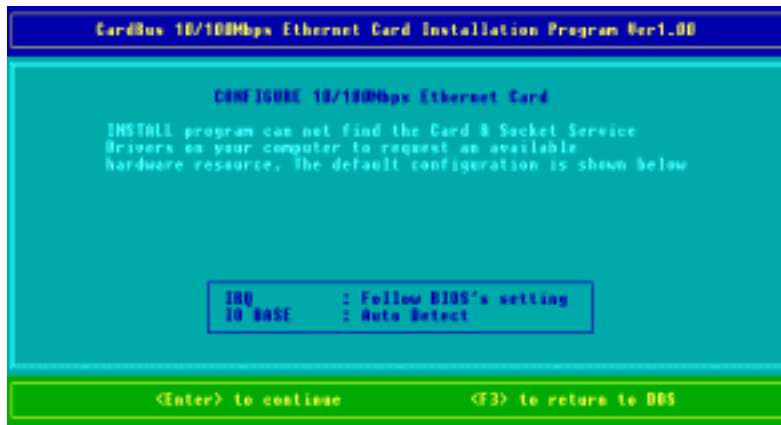 CardBus 10/100Mbps Ethernet Card Installation Program Ver1.00
CONFIGURE 10/100Mbps Ethernet Card
INSTALL program can not find the Card & Socket Service
Drivers on your computer to request an available
hardware resource. The default configuration is shown below
IRQ : Follow BIOS's setting
IO BASE : Auto Detect
<Enter> to continue <F3> to return to DOS